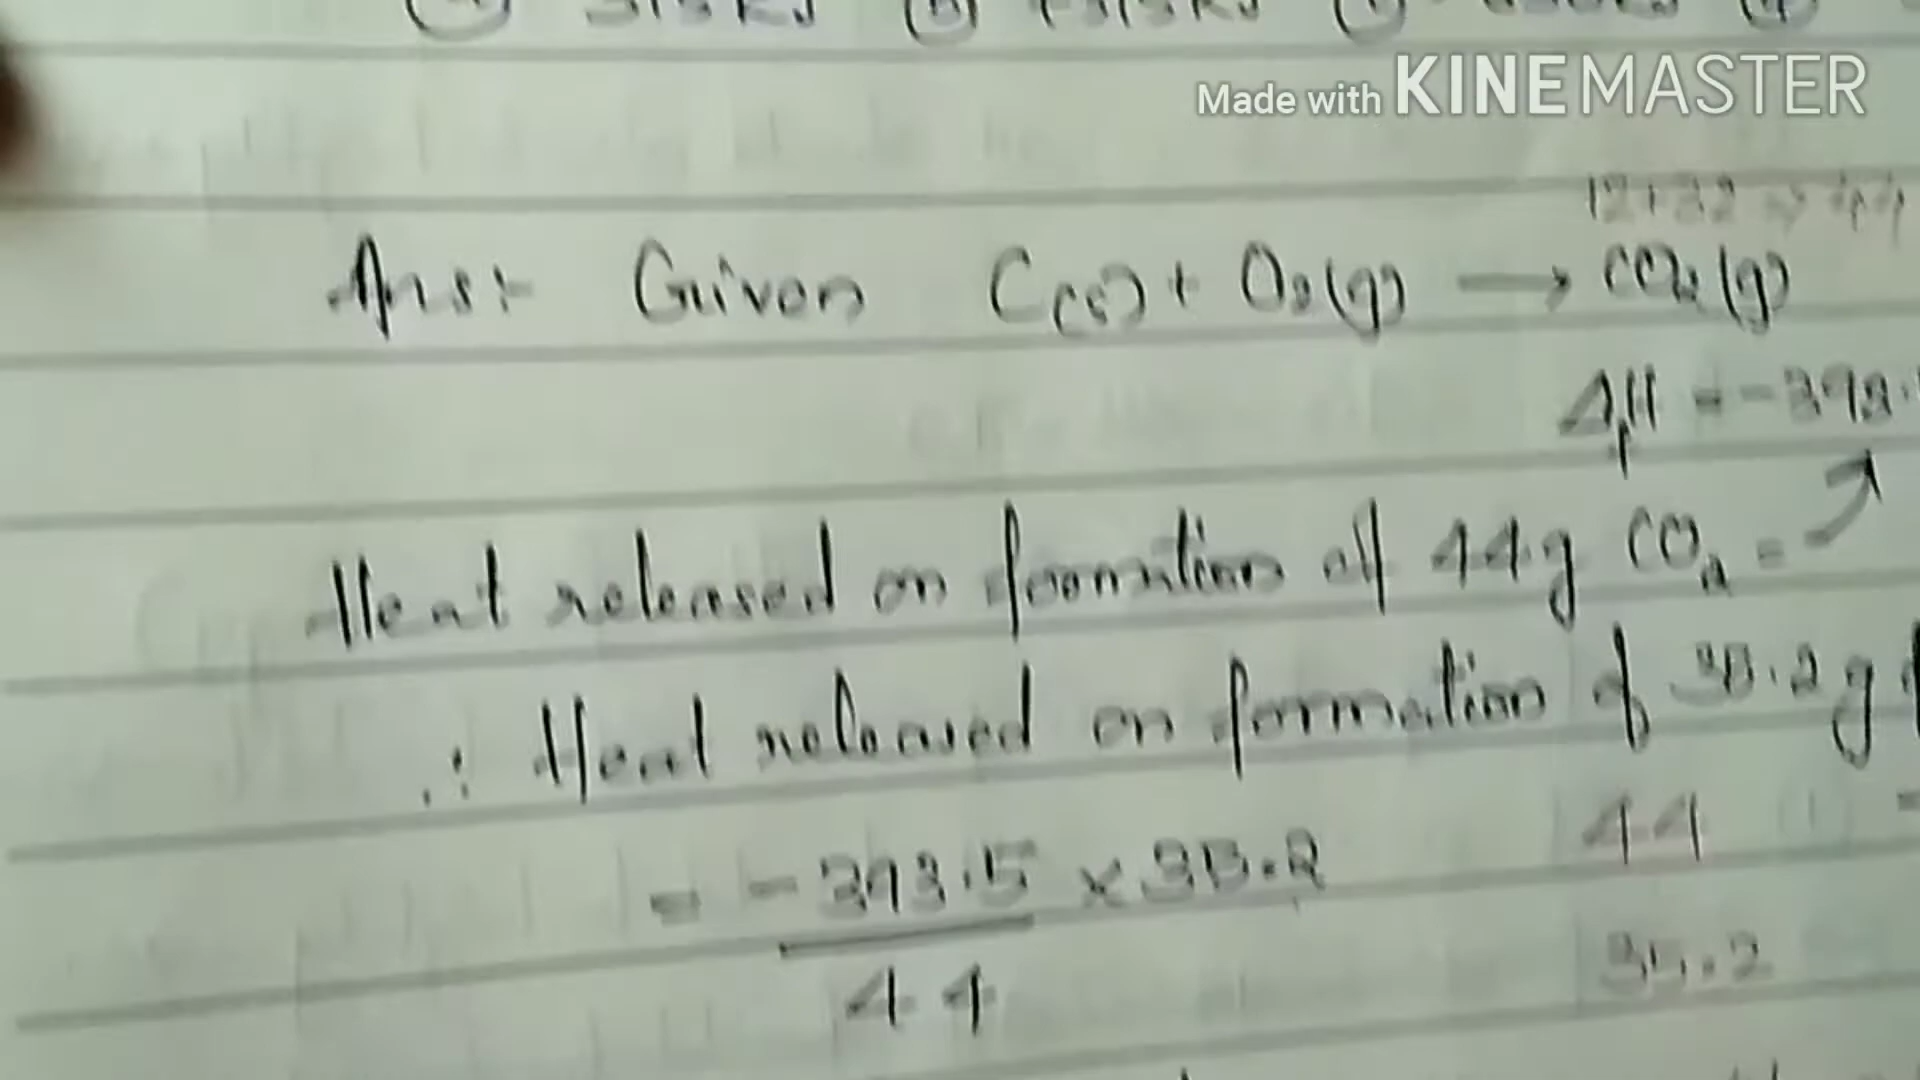 Made with KINEMASTER
12+32 ⇒ 44
Ans:- Given C(s) + O2(g) → CO2(g)
ΔfH = -393.
Heat released on formation of 44g CO2 =
∴ Heat released on formation of 35.2g
= -393.5 × 35.2
44
44
35.2